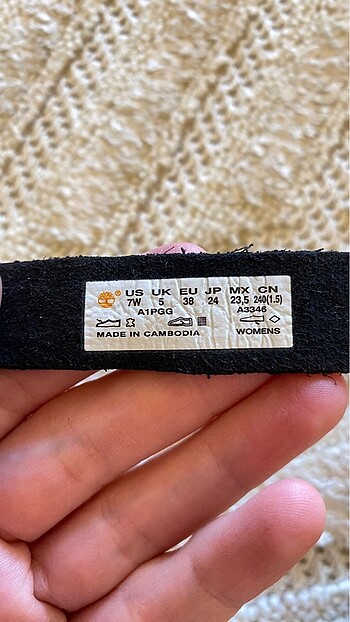 ® US UK EU JP MX CN
7W 5 38 24 23,5 240(1.5)
A1PGG A3346
MADE IN CAMBODIA WOMENS